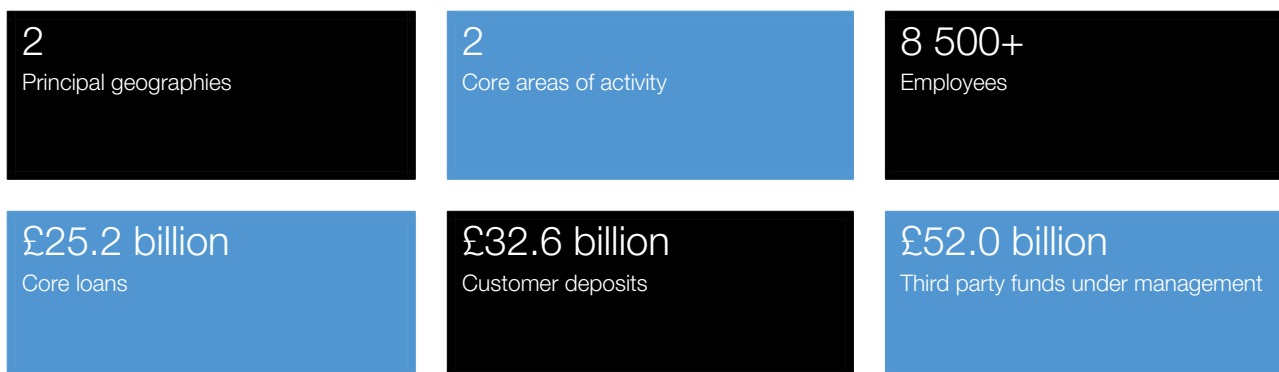 2
Principal geographies
2
Core areas of activity
8 500+
Employees
£25.2 billion
Core loans
£32.6 billion
Customer deposits
£52.0 billion
Third party funds under management